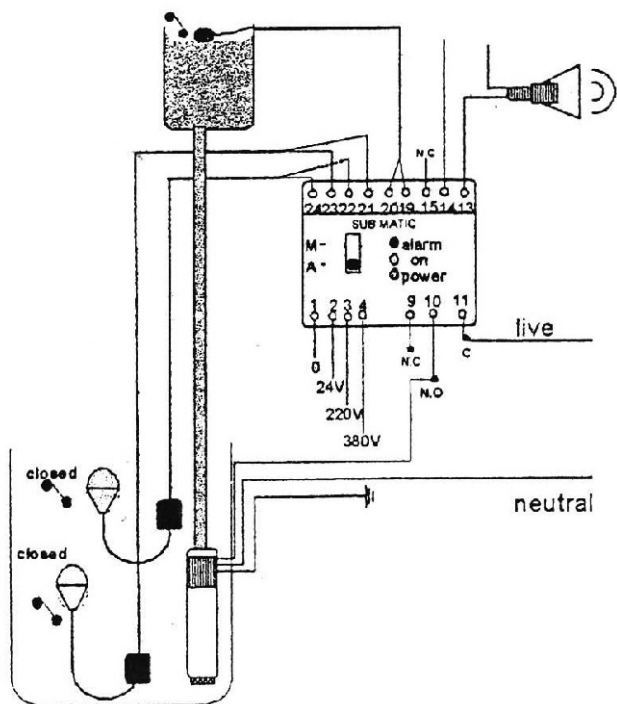 N.C
24 23 22 21 20 19 15 14 13
SUB MATIC
M -
A -
alarm
on
power
1 2 3 4 9 10 11
live
0
24V
220V
380V
N.C
N.O
C
neutral
closed
closed